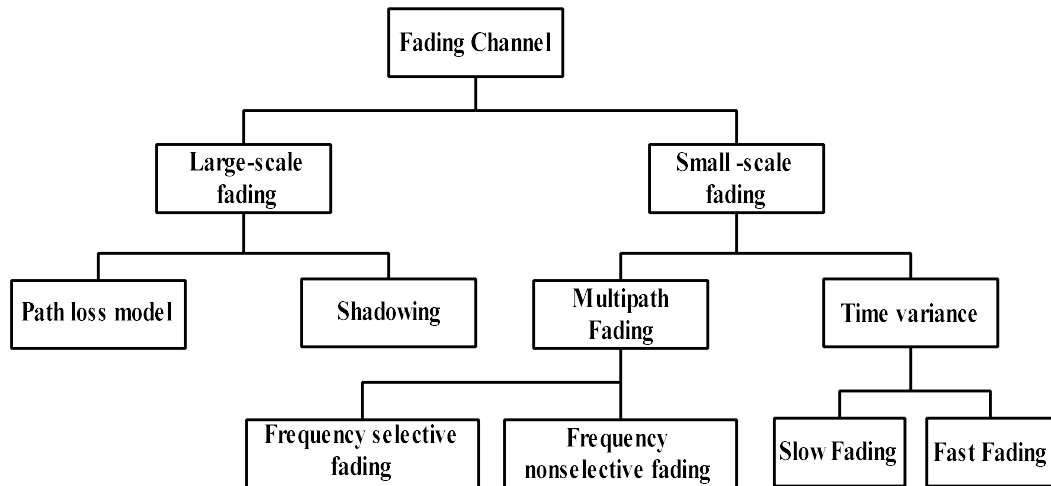 Fading Channel
Large-scale
fading
Small -scale
fading
Path loss model
Shadowing
Multipath
Fading
Time variance
Frequency selective
fading
Frequency
nonselective fading
Slow Fading
Fast Fading